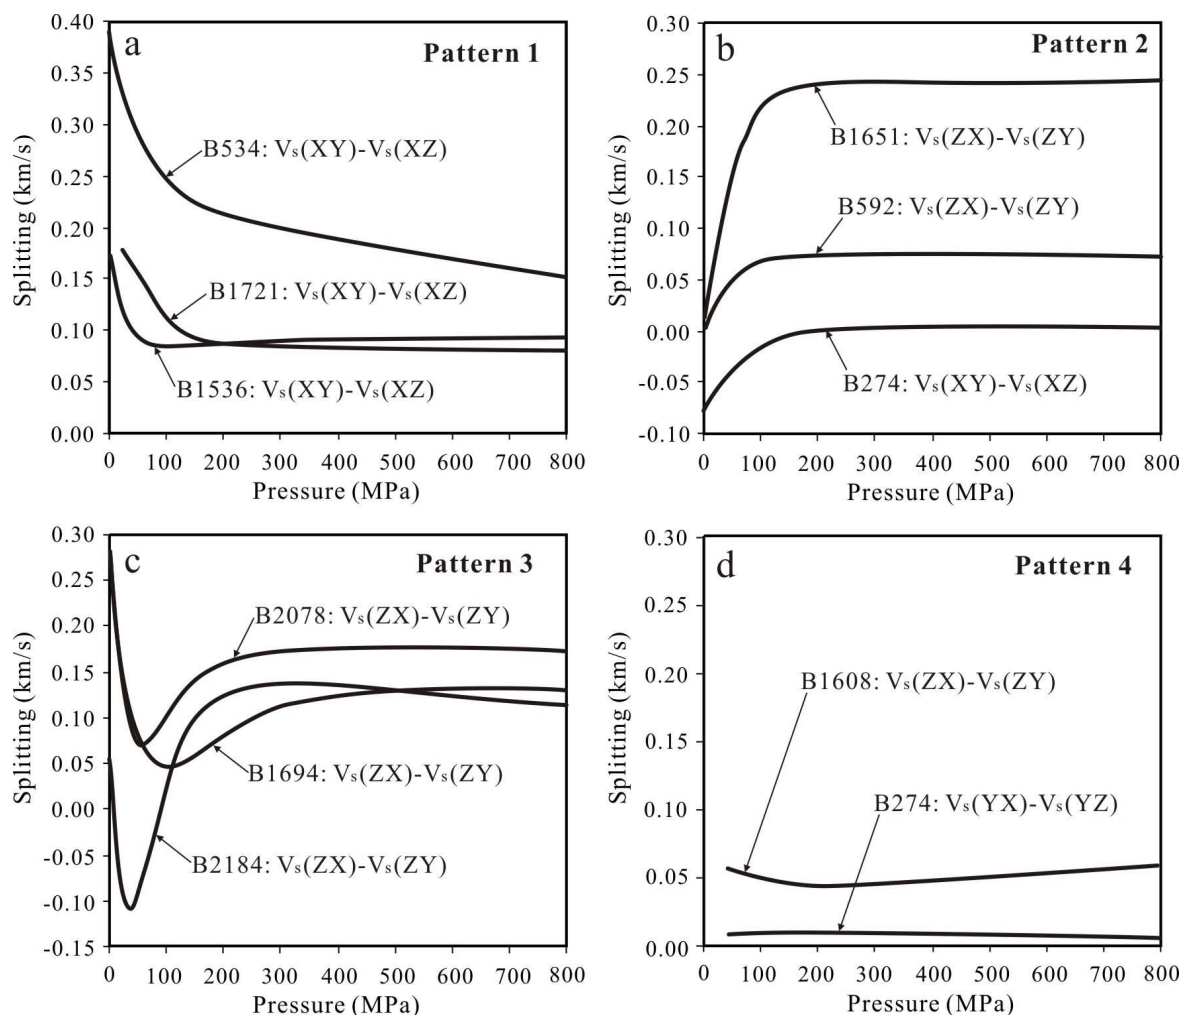 a
Pattern 1
0.40
0.35
0.40
0.25
0.20
0.15
0.10
0.05
0.00
Splitting (km/s)
B534: Vs(XY)-Vs(XZ)
B1721: Vs(XY)-Vs(XZ)
B1536: Vs(XY)-Vs(XZ)
0 100 200 300 400 500 600 700 800
Pressure (MPa)
b
Pattern 2
0.30
0.25
0.20
0.15
0.10
0.05
0.00
-0.05
-0.10
Splitting (km/s)
B1651: Vs(ZX)-Vs(ZY)
B592: Vs(ZX)-Vs(ZY)
B274: Vs(XY)-Vs(XZ)
0 100 200 300 400 500 600 700 800
Pressure (MPa)
c
Pattern 3
0.30
0.25
0.20
0.15
0.10
0.05
0.00
-0.05
-0.10
-0.15
Splitting (km/s)
B2078: Vs(ZX)-Vs(ZY)
B1694: Vs(ZX)-Vs(ZY)
B2184: Vs(ZX)-Vs(ZY)
0 100 200 300 400 500 600 700 800
Pressure (MPa)
d
Pattern 4
0.30
0.25
0.20
0.15
0.10
0.05
0.00
Splitting (km/s)
B1608: Vs(ZX)-Vs(ZY)
B274: Vs(YX)-Vs(YZ)
0 100 200 300 400 500 600 700 800
Pressure (MPa)